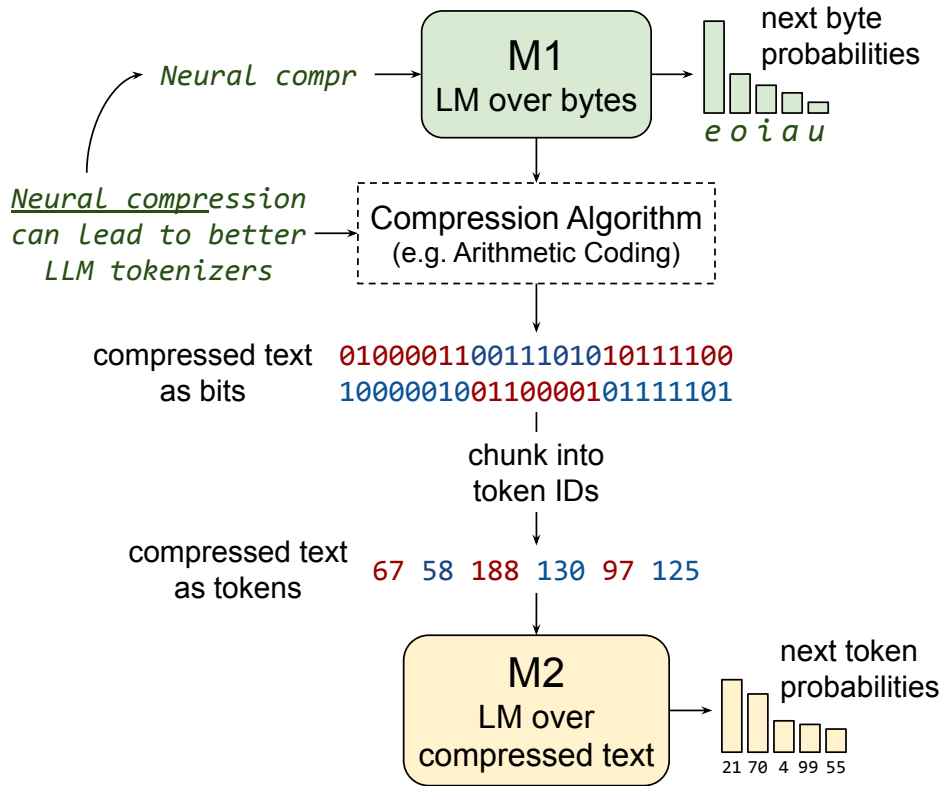 next byte
probabilities
M1
LM over bytes
Neural compr
e o i a u
Neural compression
can lead to better
LLM tokenizers
Compression Algorithm
(e.g. Arithmetic Coding)
compressed text
as bits
010000110011101010111100
100000100110000101111101
chunk into
token IDs
compressed text
as tokens
67 58 188 130 97 125
M2
LM over
compressed text
next token
probabilities
21 70 4 99 55